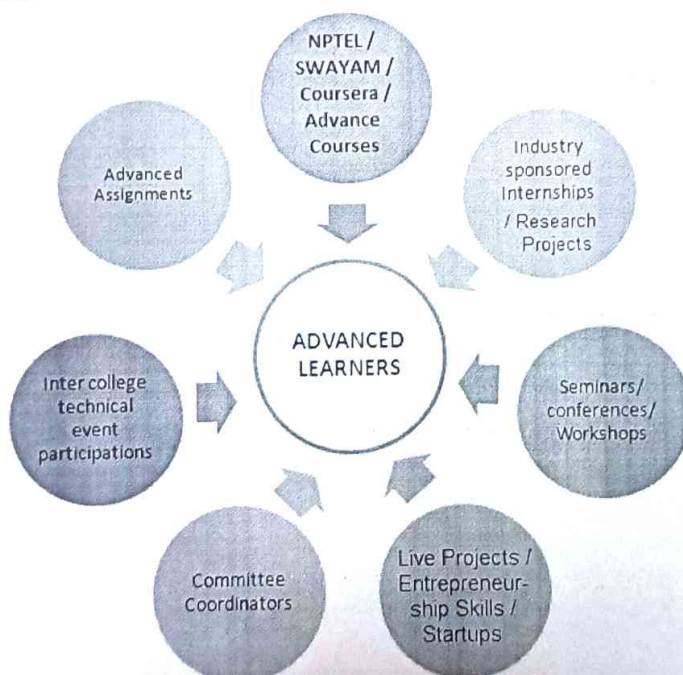 NPTEL /
SWAYAM /
Coursera /
Advance
Courses
Industry
sponsored
Internships
/ Research
Projects
Seminars/
conferences/
Workshops
Live Projects /
Entrepreneur-
ship Skills /
Startups
Committee
Coordinators
Inter college
technical
event
participations
Advanced
Assignments
ADVANCED
LEARNERS